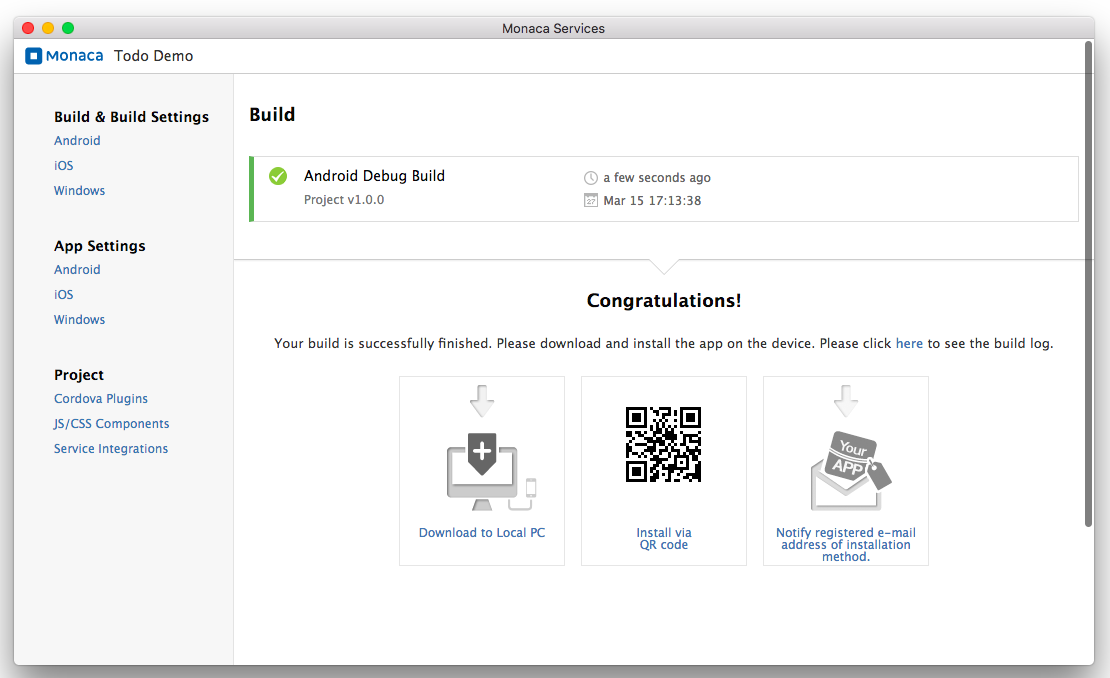 Monaca Services
Monaca Todo Demo
Build & Build Settings
Android
iOS
Windows
App Settings
Android
iOS
Windows
Project
Cordova Plugins
JS/CSS Components
Service Integrations
Build
Android Debug Build
Project v1.0.0
a few seconds ago
27
Mar 15 17:13:38
Congratulations!
Your build is successfully finished. Please download and install the app on the device. Please click here to see the build log.
Download to Local PC
Install via
QR code
Your
APP
Notify registered e-mail
address of installation
method.